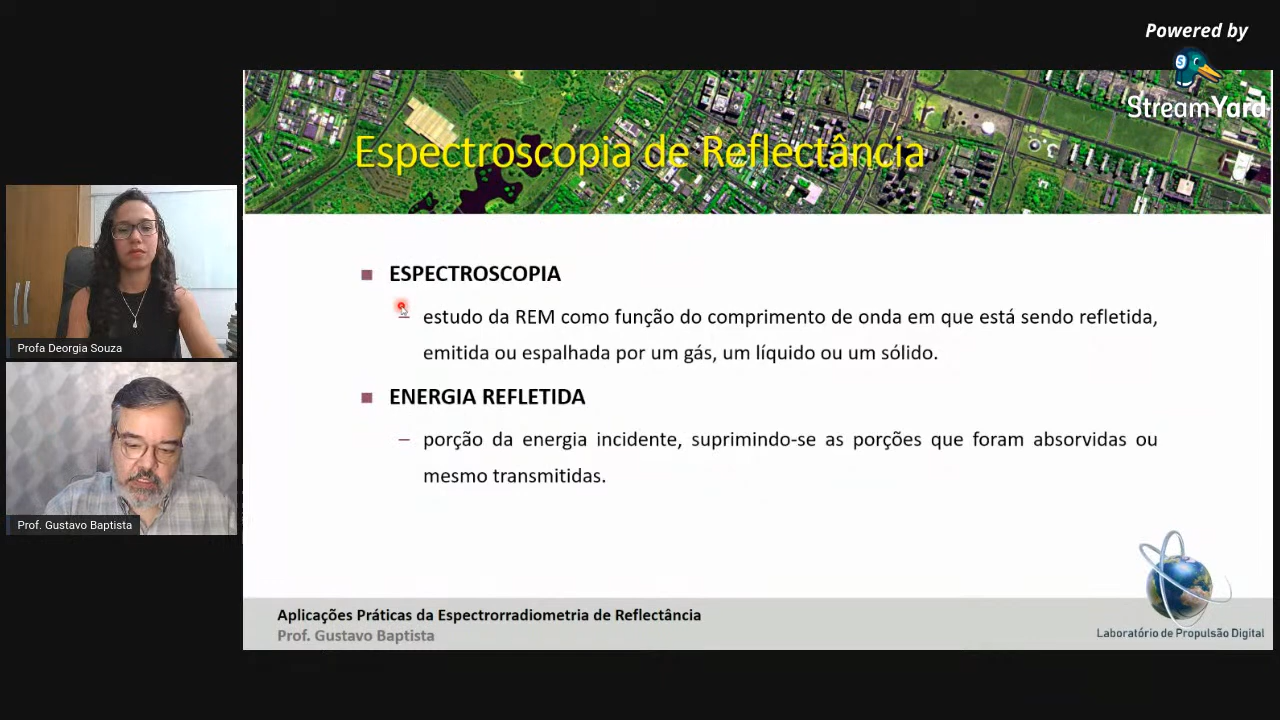 Powered by
StreamYard
Espectroscopia de Reflectância
ESPECTROSCOPIA
– estudo da REM como função do comprimento de onda em que está sendo refletida,
emitida ou espalhada por um gás, um líquido ou um sólido.
ENERGIA REFLETIDA
– porção da energia incidente, suprimindo-se as porções que foram absorvidas ou
mesmo transmitidas.
Profa Deorgia Souza
Prof. Gustavo Baptista
Aplicações Práticas da Espectrorradiometria de Reflectância
Prof. Gustavo Baptista
Laboratório de Propulsão Digital